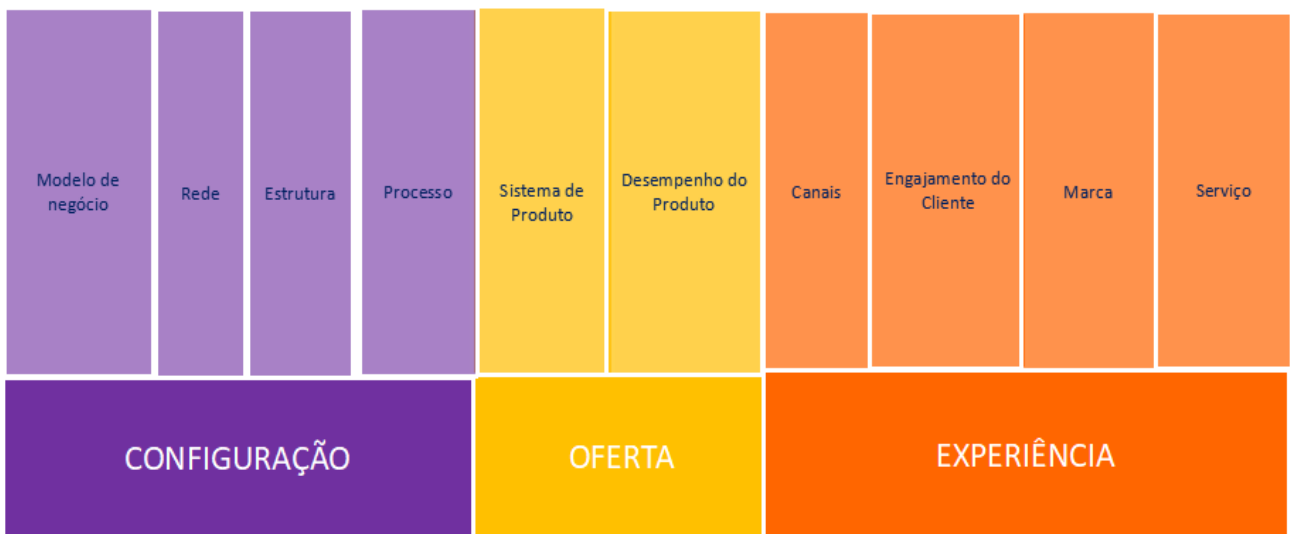 Modelo de
negócio
Rede
Estrutura
Processo
Sistema de
Produto
Desempenho do
Produto
Canais
Engajamento do
Cliente
Marca
Serviço
CONFIGURAÇÃO
OFERTA
EXPERIÊNCIA